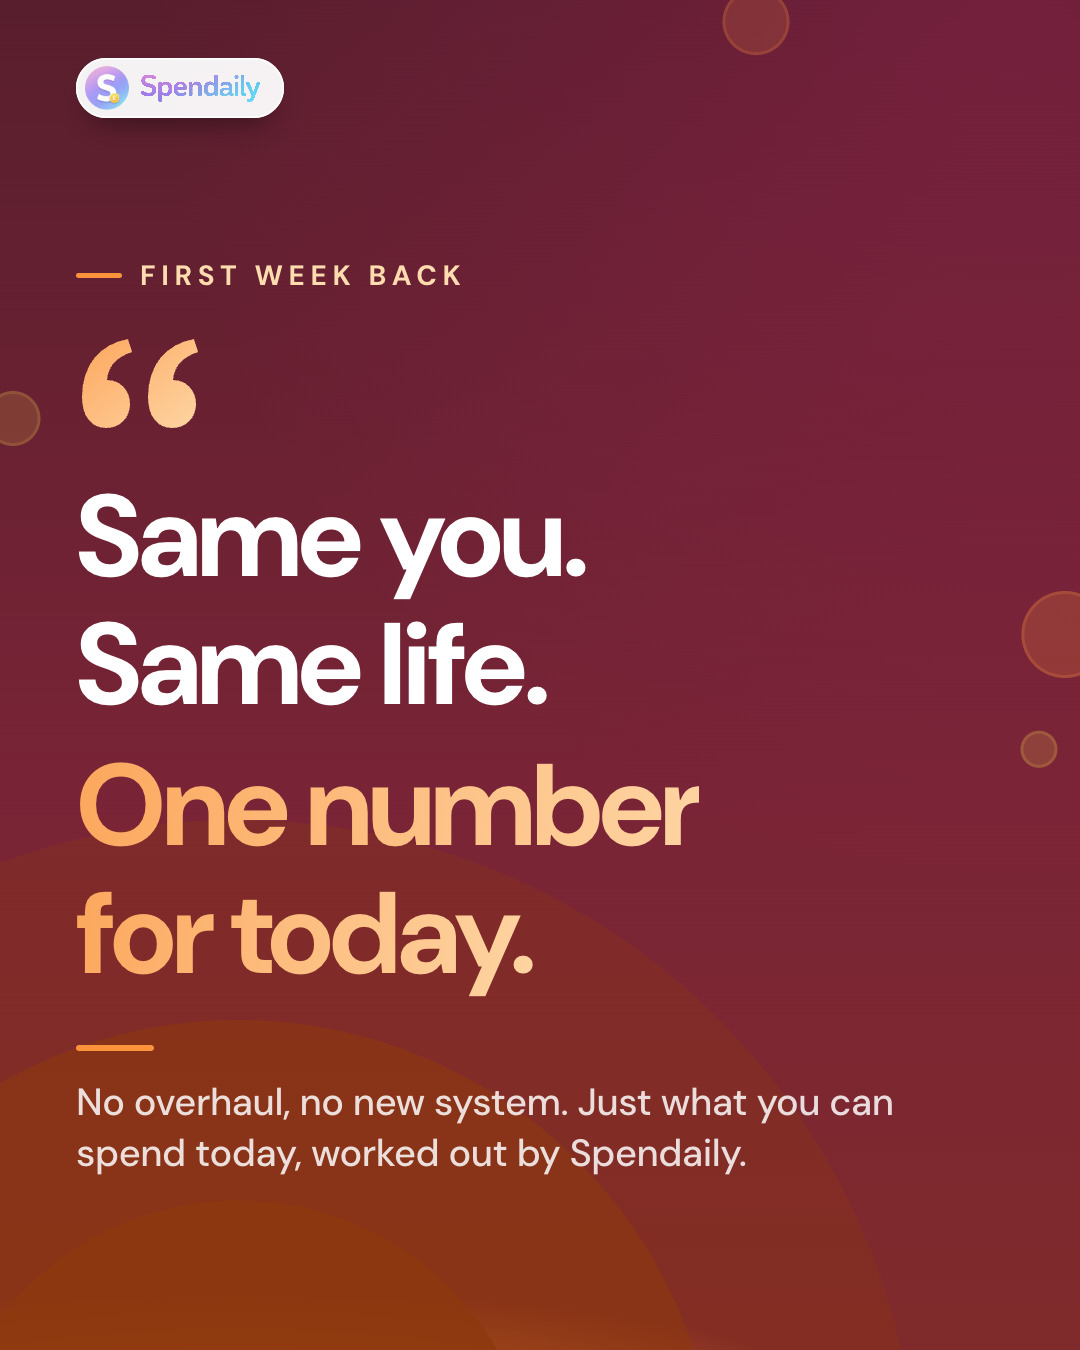 Spendaily
FIRST WEEK BACK
“
Same you.
Same life.
One number
for today.
No overhaul, no new system. Just what you can
spend today, worked out by Spendaily.